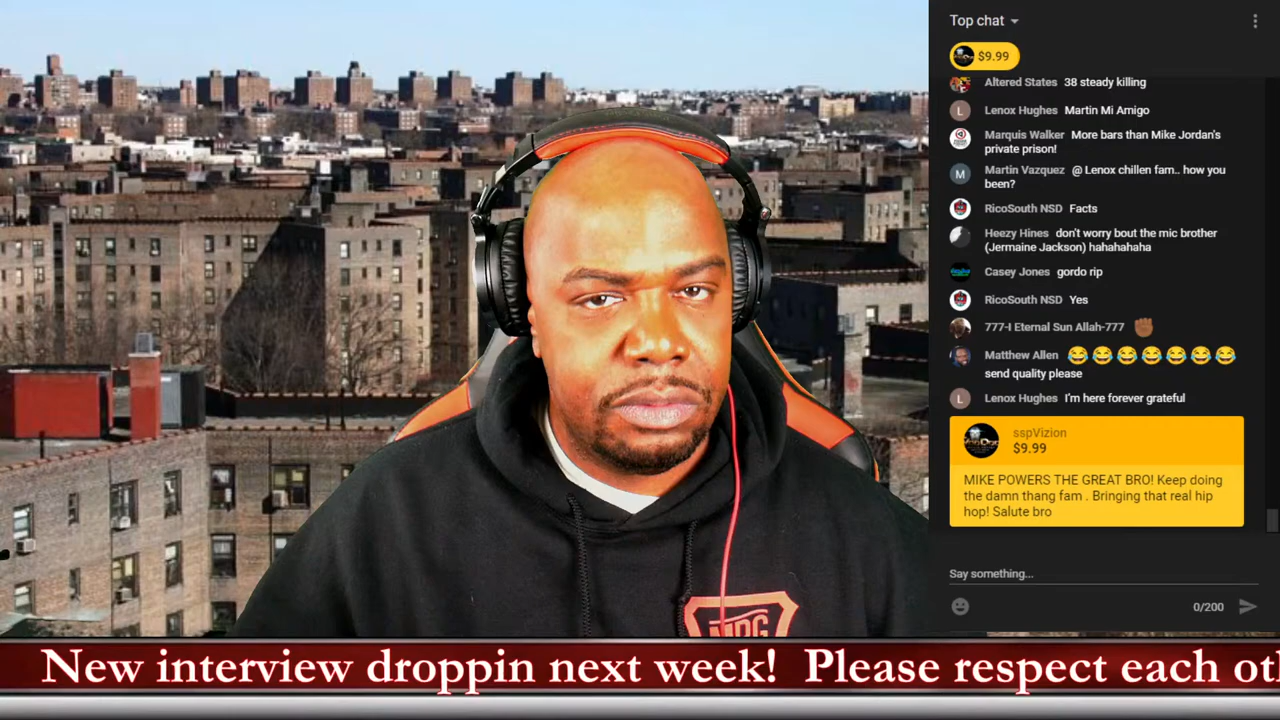 Top chat
$9.99
Altered States 38 steady killing
Lenox Hughes Martin Mi Amigo
Marquis Walker More bars than Mike Jordan's
private prison!
Martin Vazquez @ Lenox chillen fam.. how you
been?
RicoSouth NSD Facts
Heezy Hines don't worry bout the mic brother
(Jermaine Jackson) hahahahaha
Casey Jones gordo rip
RicoSouth NSD Yes
777-I Eternal Sun Allah-777
Matthew Allen 😂😂😂😂😂😂😂
send quality please
Lenox Hughes I'm here forever grateful
sspVizion
$9.99
MIKE POWERS THE GREAT BRO! Keep doing
the damn thang fam . Bringing that real hip
hop! Salute bro
Say something...
0/200
MPG
New interview droppin next week! Please respect each oth